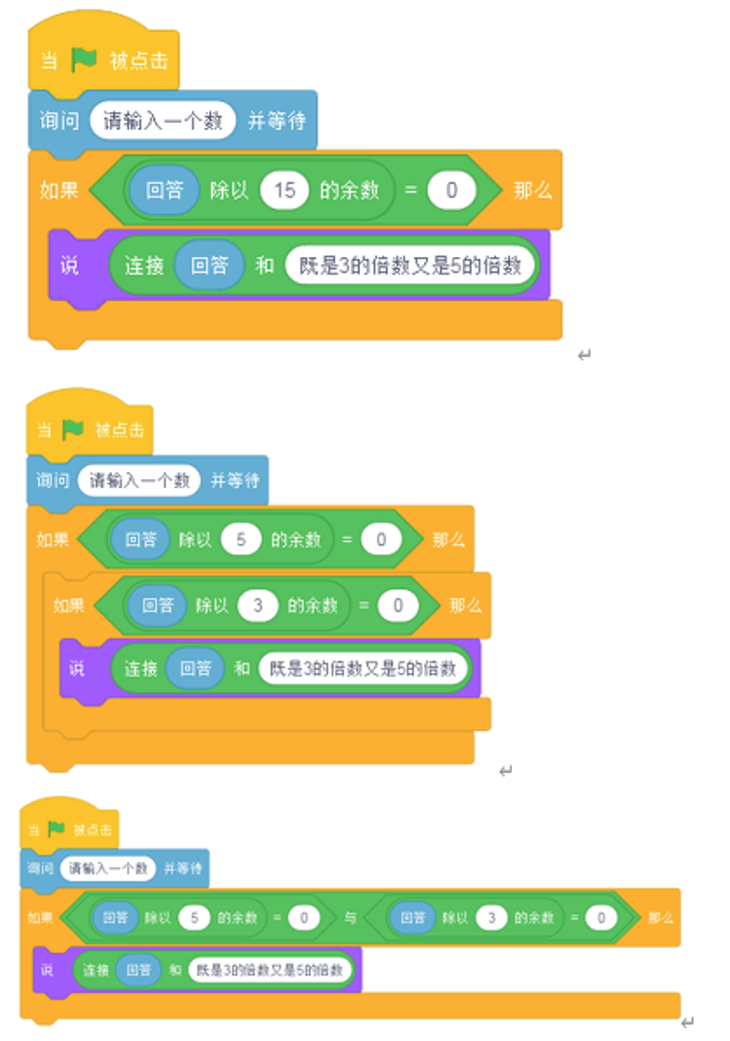 当 被点击
询问 请输入一个数 并等待
如果 回答 除以 15 的余数 = 0 那么
说 连接 回答 和 既是3的倍数又是5的倍数
当 被点击
询问 请输入一个数 并等待
如果 回答 除以 5 的余数 = 0 那么
如果 回答 除以 3 的余数 = 0 那么
说 连接 回答 和 既是3的倍数又是5的倍数
当 被点击
询问 请输入一个数 并等待
如果 回答 除以 5 的余数 = 0 与 回答 除以 3 的余数 = 0 那么
说 连接 回答 和 既是3的倍数又是5的倍数